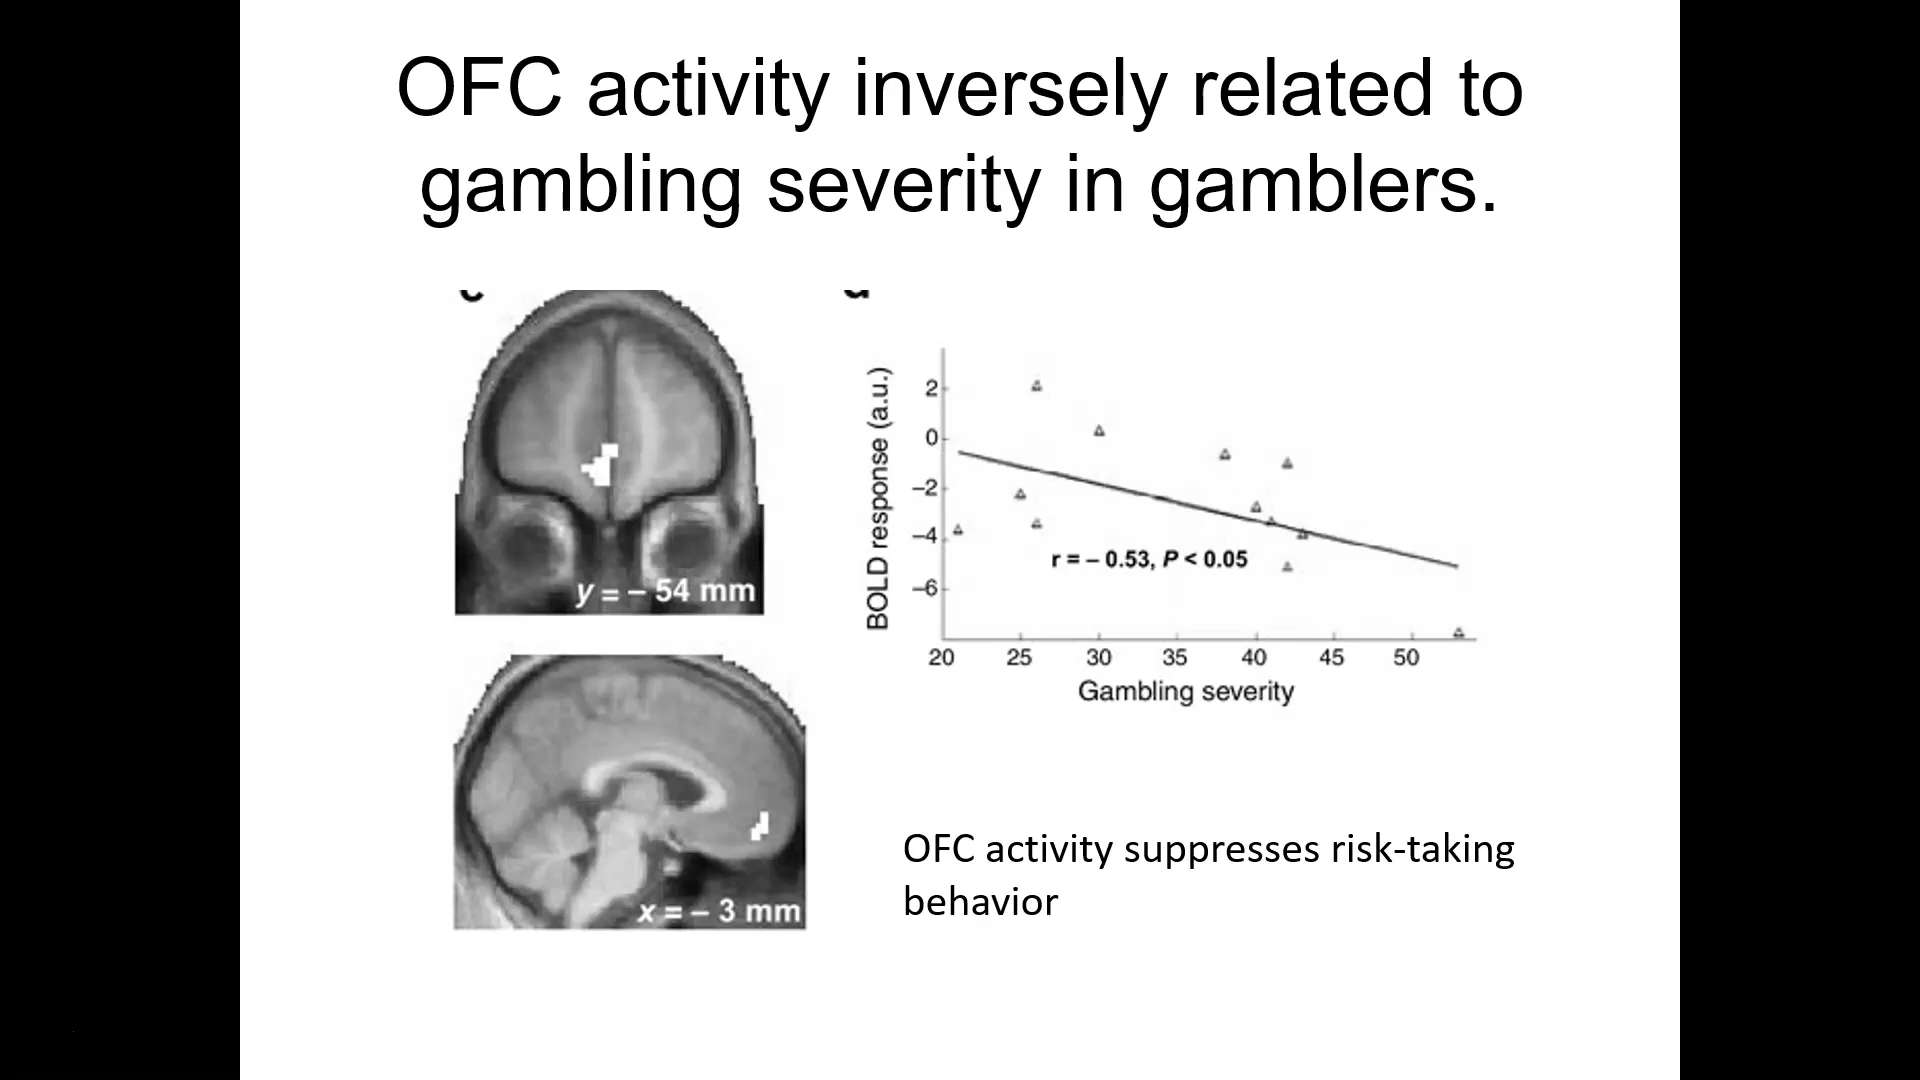 OFC activity inversely related to
gambling severity in gamblers.
y = – 54 mm
x = – 3 mm
BOLD response (a.u.)
2
0
–2
–4
–6
r = – 0.53, P < 0.05
20 25 30 35 40 45 50
Gambling severity
OFC activity suppresses risk-taking
behavior